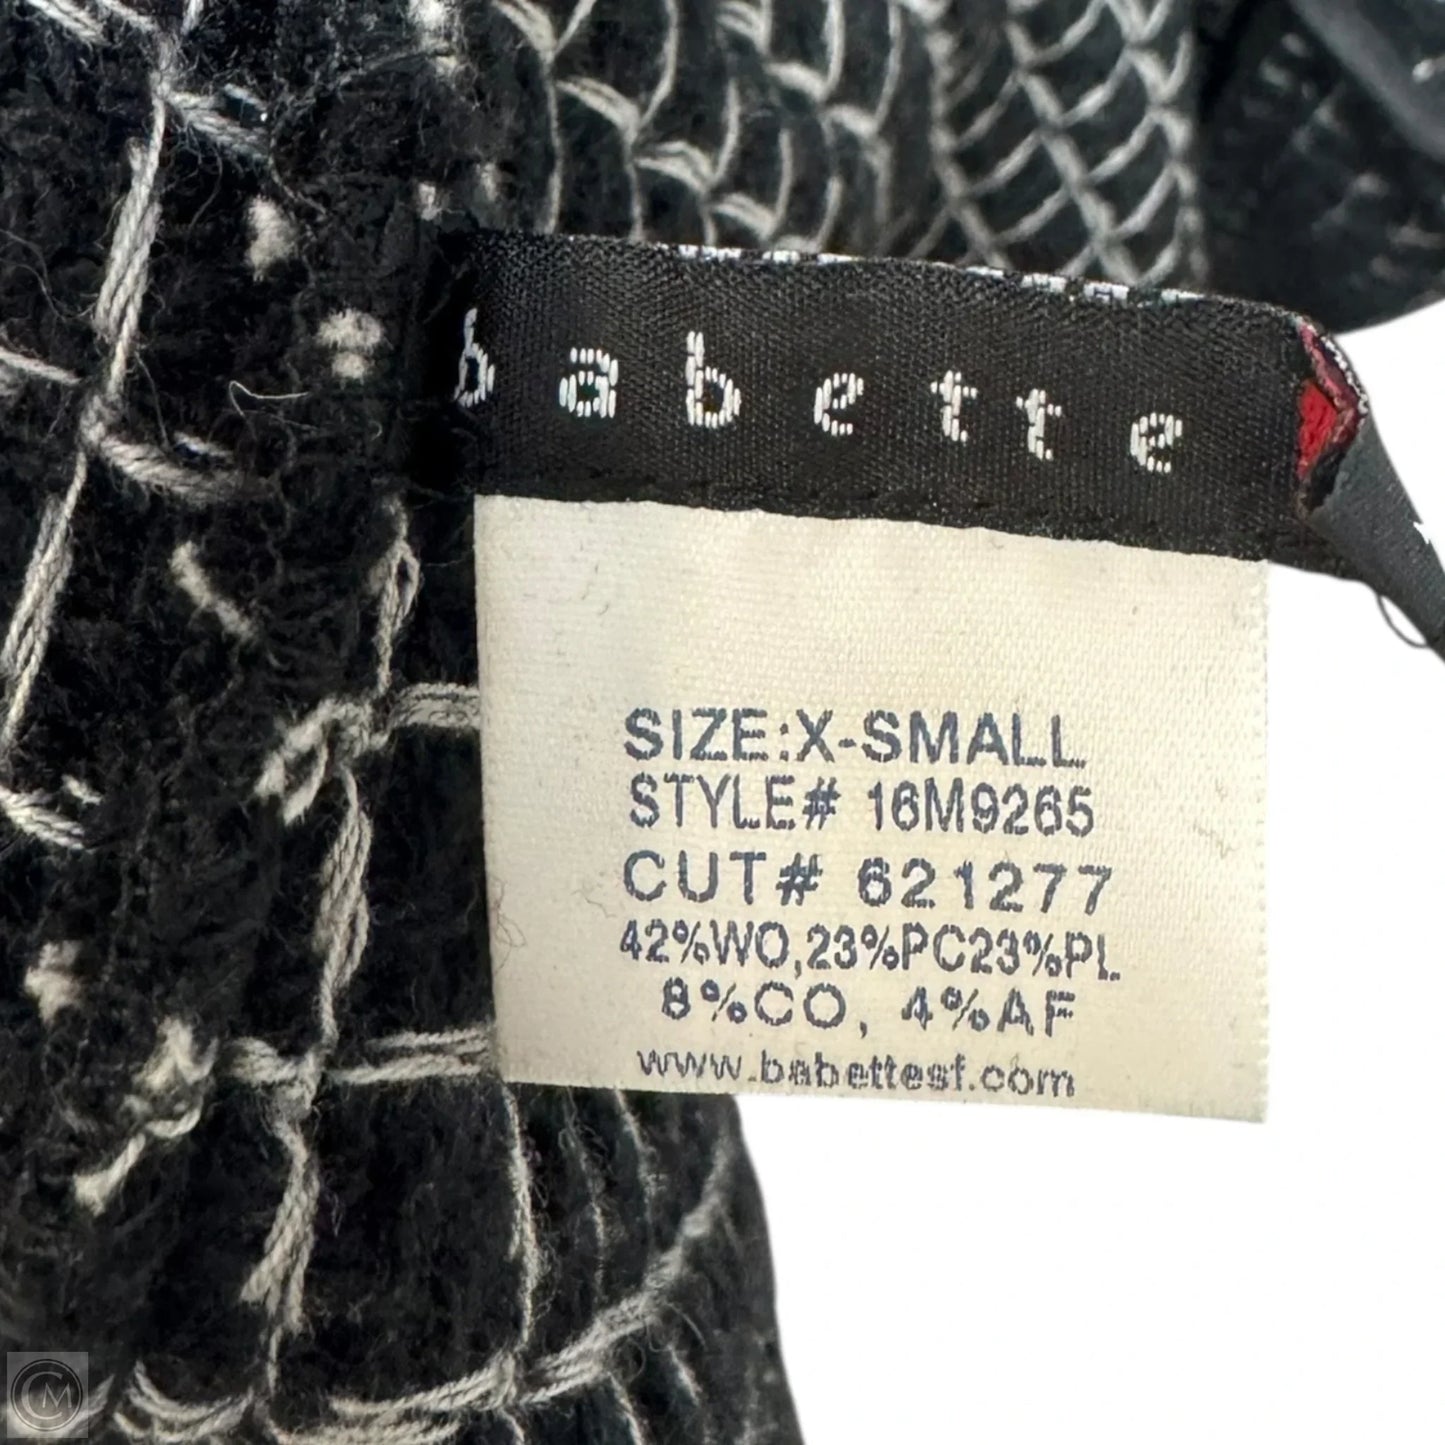 babette
SIZE:X-SMALL
STYLE# 16M9265
CUT# 621277
42%WO,23%PC23%PL
8%CO, 4%AF
www.babettesf.com
CM